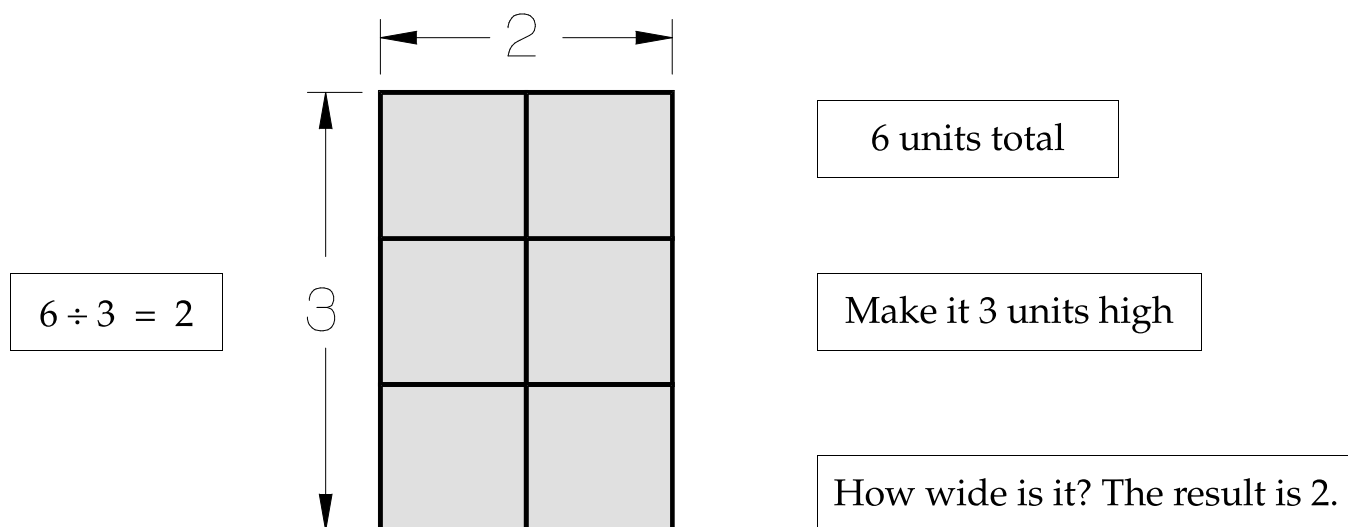 2
6 units total
6 ÷ 3 = 2
3
Make it 3 units high
How wide is it? The result is 2.